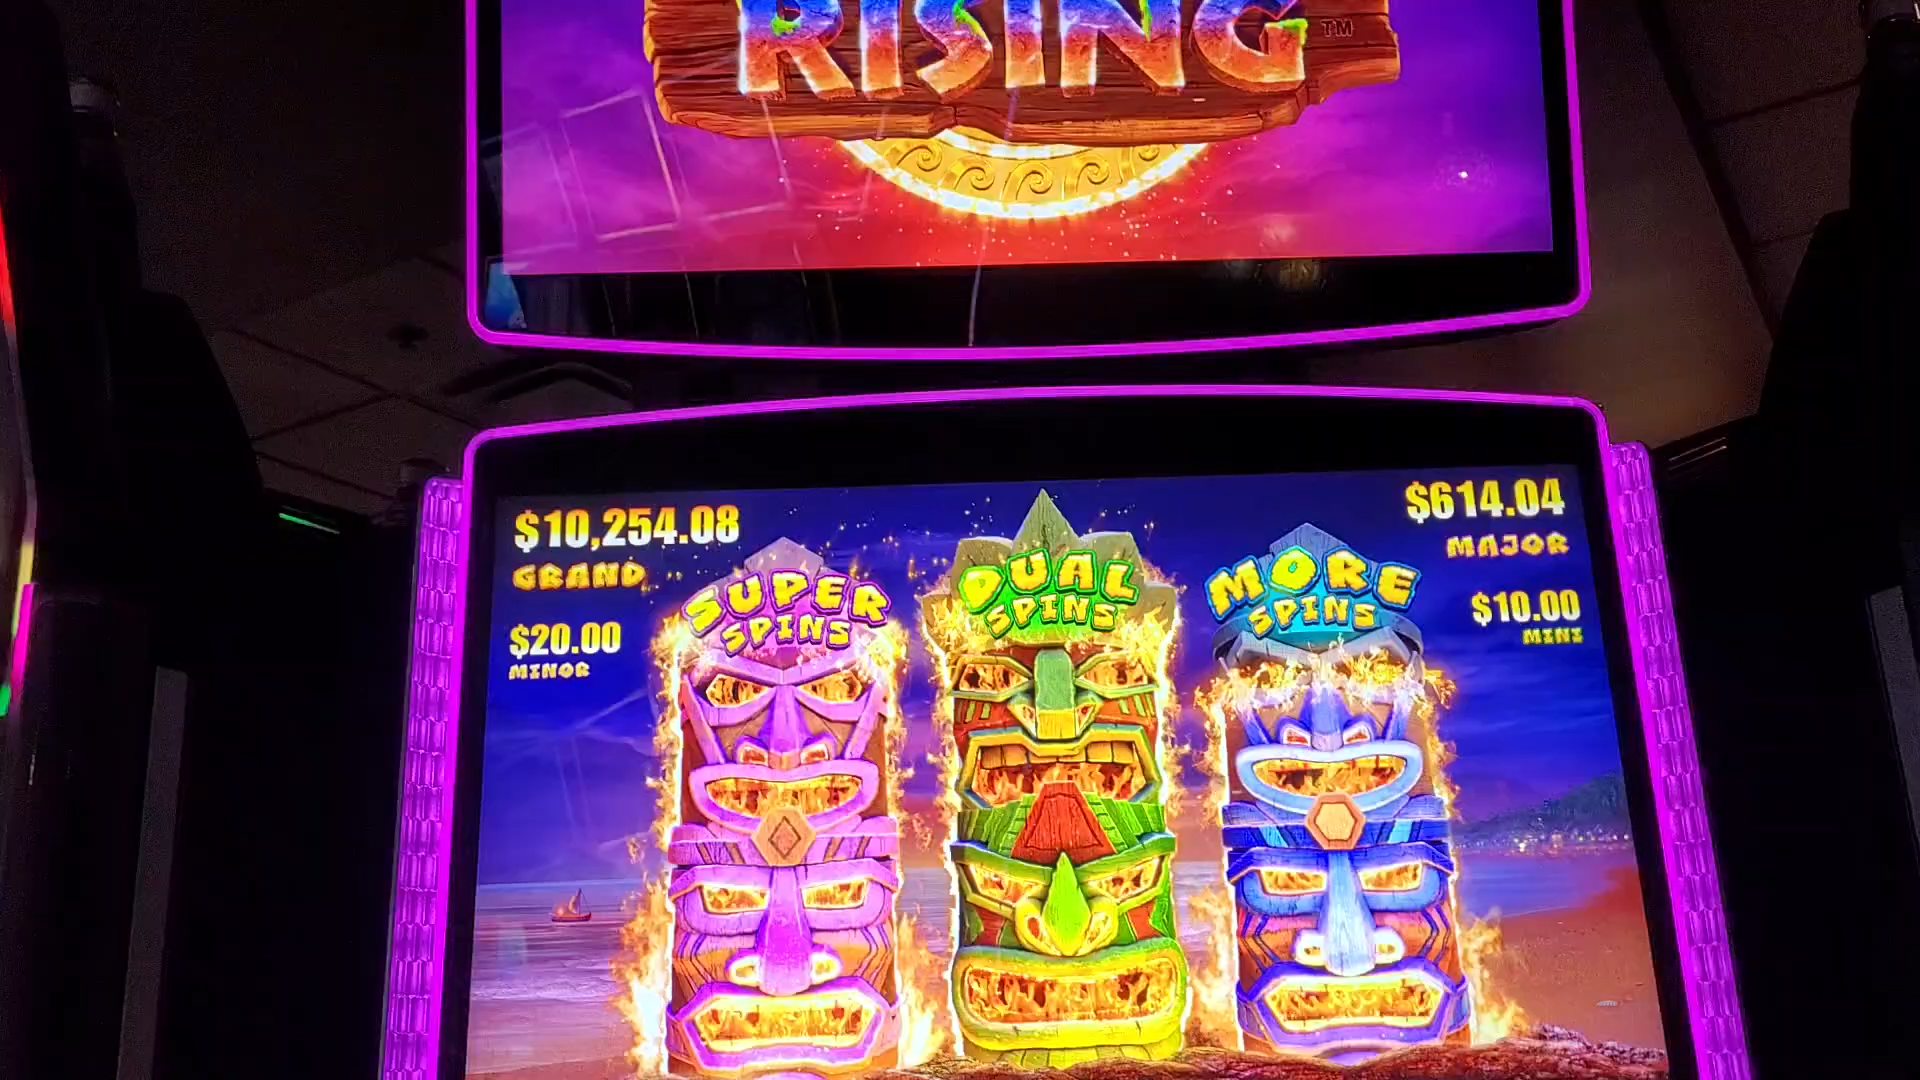 RISING™
$10,254.08
GRAND
$20.00
MINOR
SUPER
SPINS
DUAL
SPINS
MORE
SPINS
$614.04
MAJOR
$10.00
MINI